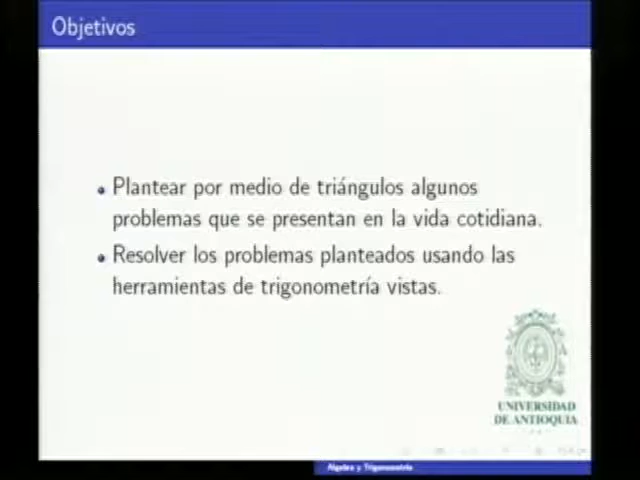 Objetivos
Plantear por medio de triángulos algunos
problemas que se presentan en la vida cotidiana.
Resolver los problemas planteados usando las
herramientas de trigonometría vistas.
UNIVERSIDAD
DE ANTIOQUIA
Algebra y Trigonometría